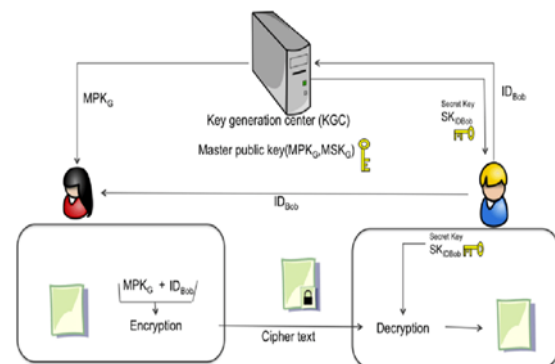 MPK_G
ID_Bob
Secret Key
SK_IDBob
Key generation center (KGC)
Master public key(MPK_G,MSK_G)
ID_Bob
Secret Key
SK_IDBob
MPK_G + ID_Bob
Encryption
Cipher text
Decryption